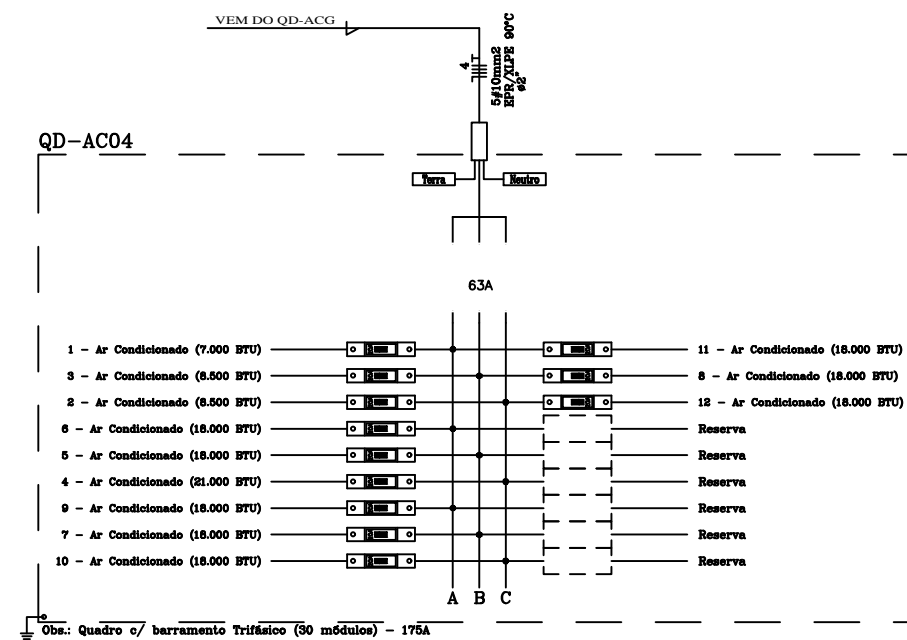 VEM DO QD-ACG
4
5#10mm2
EPR/XLPE 90°C
ø2"
QD-AC04
Terra
Neutro
63A
1 - Ar Condicionado (7.000 BTU)
11 - Ar Condicionado (18.000 BTU)
3 - Ar Condicionado (8.500 BTU)
8 - Ar Condicionado (18.000 BTU)
2 - Ar Condicionado (8.500 BTU)
12 - Ar Condicionado (18.000 BTU)
6 - Ar Condicionado (18.000 BTU)
Reserva
5 - Ar Condicionado (18.000 BTU)
Reserva
4 - Ar Condicionado (21.000 BTU)
Reserva
9 - Ar Condicionado (18.000 BTU)
Reserva
7 - Ar Condicionado (18.000 BTU)
Reserva
10 - Ar Condicionado (18.000 BTU)
Reserva
A B C
Obs.: Quadro c/ barramento Trifásico (30 módulos) - 175A